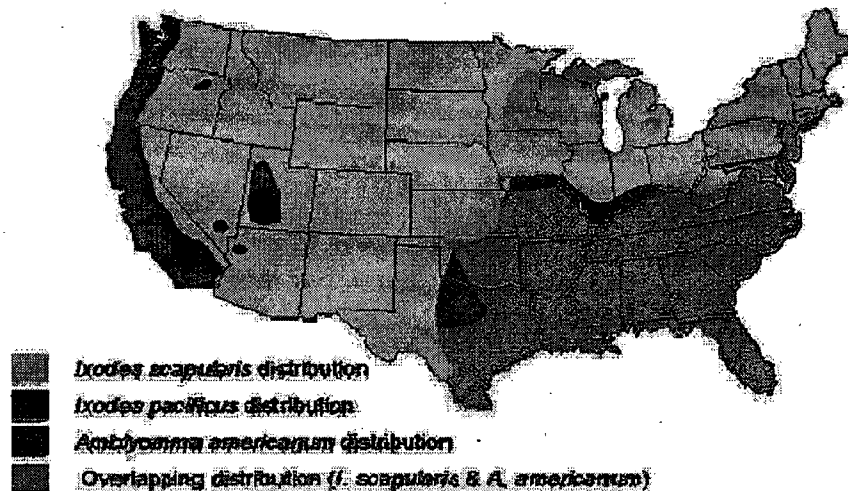 Ixodes scapularis distribution
Ixodes pacificus distribution
Amblyomma americanum distribution
Overlapping distribution (I. scapularis & A. americanum)